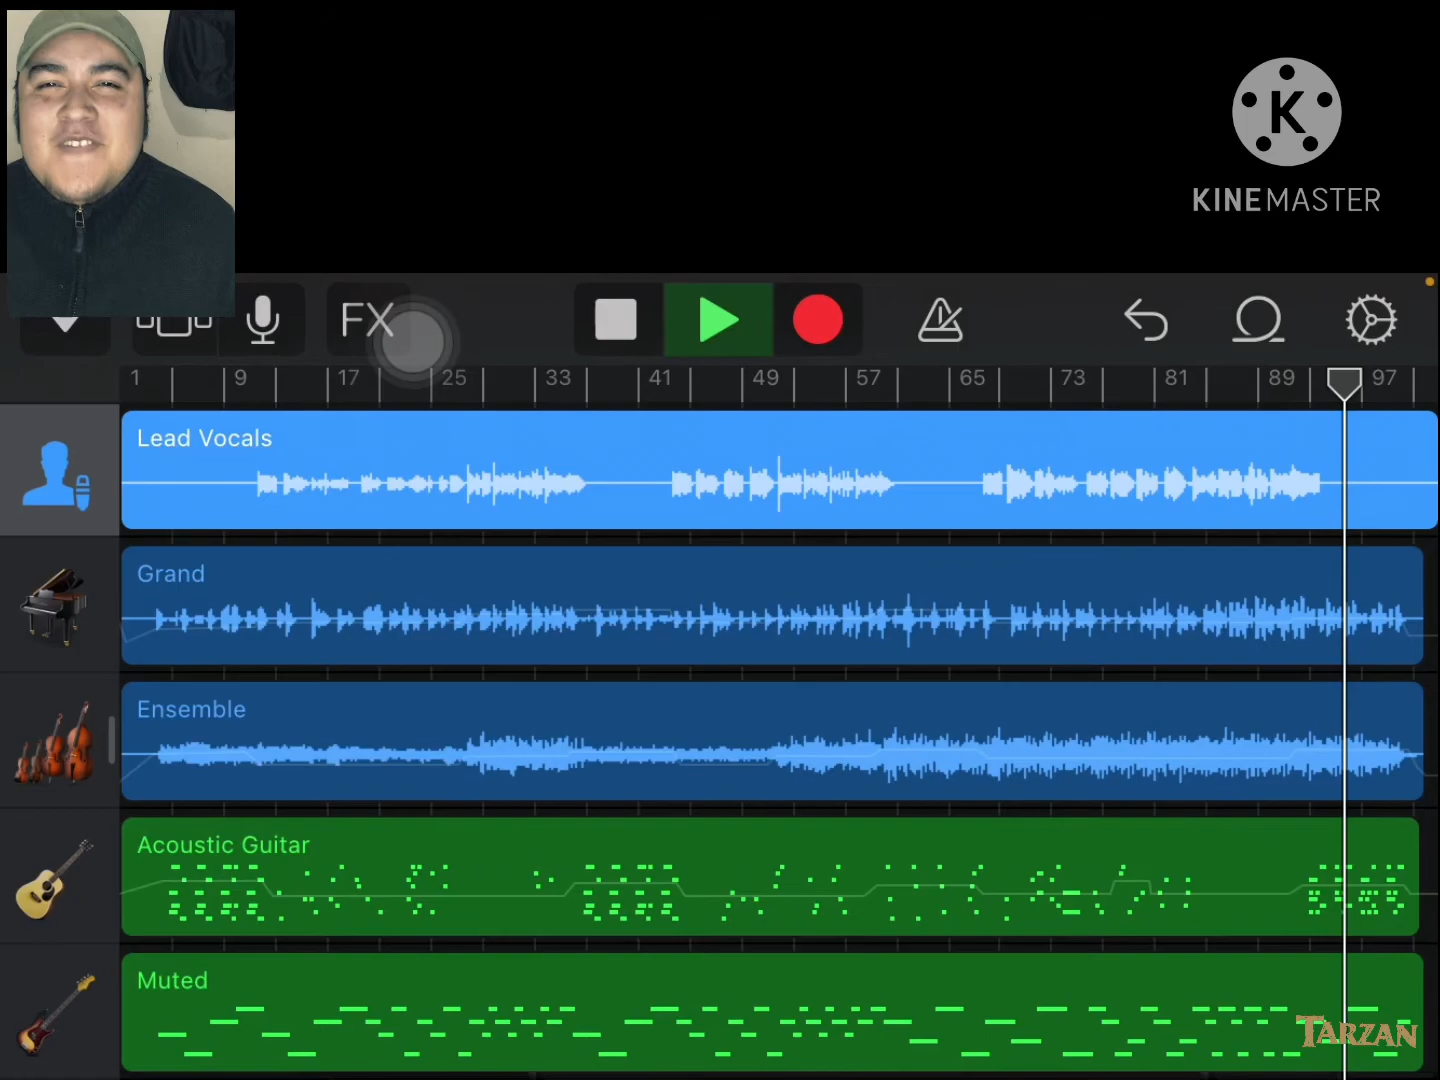 K
KINEMASTER
FX
1 9 17 25 33 41 49 57 65 73 81 89 97
Lead Vocals
Grand
Ensemble
Acoustic Guitar
Muted
TARZAN